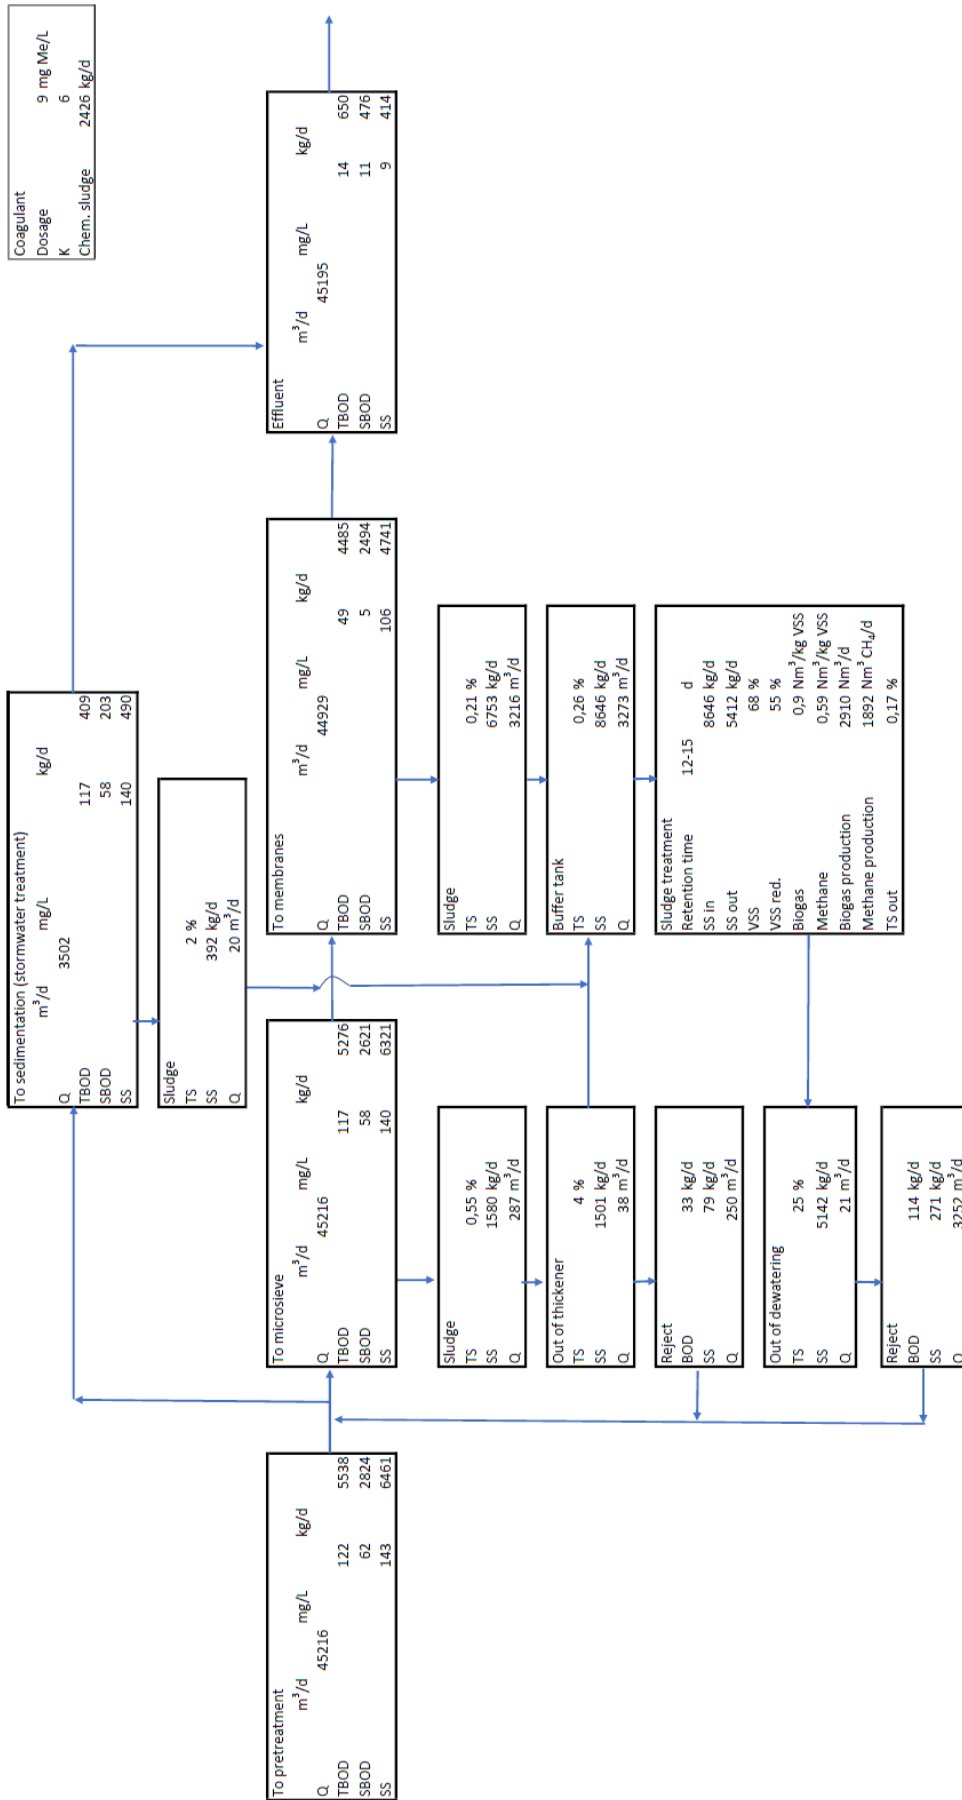 Coagulant
Dosage 9 mg Me/L
K 6
Chem. sludge 2426 kg/d
To sedimentation (stormwater treatment)
m³/d mg/L kg/d
Q 3502
TBOD 117 409
SBOD 58 203
SS 140 490
Sludge
TS 2 %
SS 392 kg/d
Q 20 m³/d
To pretreatment
m³/d mg/L kg/d
Q 45216
TBOD 122 5538
SBOD 62 2824
SS 143 6461
To microsieve
m³/d mg/L kg/d
Q 45216
TBOD 117 5276
SBOD 58 2621
SS 140 6321
To membranes
m³/d mg/L kg/d
Q 44929
TBOD 49 4485
SBOD 5 2494
SS 106 4741
Effluent
m³/d mg/L kg/d
Q 45195
TBOD 14 650
SBOD 11 476
SS 9 414
Sludge
TS 0,55 %
SS 1580 kg/d
Q 287 m³/d
Sludge
TS 0,21 %
SS 6753 kg/d
Q 3216 m³/d
Out of thickener
TS 4 %
SS 1501 kg/d
Q 38 m³/d
Buffer tank
TS 0,26 %
SS 8646 kg/d
Q 3273 m³/d
Reject
BOD 33 kg/d
SS 79 kg/d
Q 250 m³/d
Sludge treatment
Retention time 12-15 d
SS in 8646 kg/d
SS out 5412 kg/d
VSS 68 %
VSS red. 55 %
Biogas 0,9 Nm³/kg VSS
Methane 0,59 Nm³/kg VSS
Biogas production 2910 Nm³/d
Methane production 1892 Nm³ CH₄/d
TS out 0,17 %
Out of dewatering
TS 25 %
SS 5142 kg/d
Q 21 m³/d
Reject
BOD 114 kg/d
SS 271 kg/d
Q 3252 m³/d